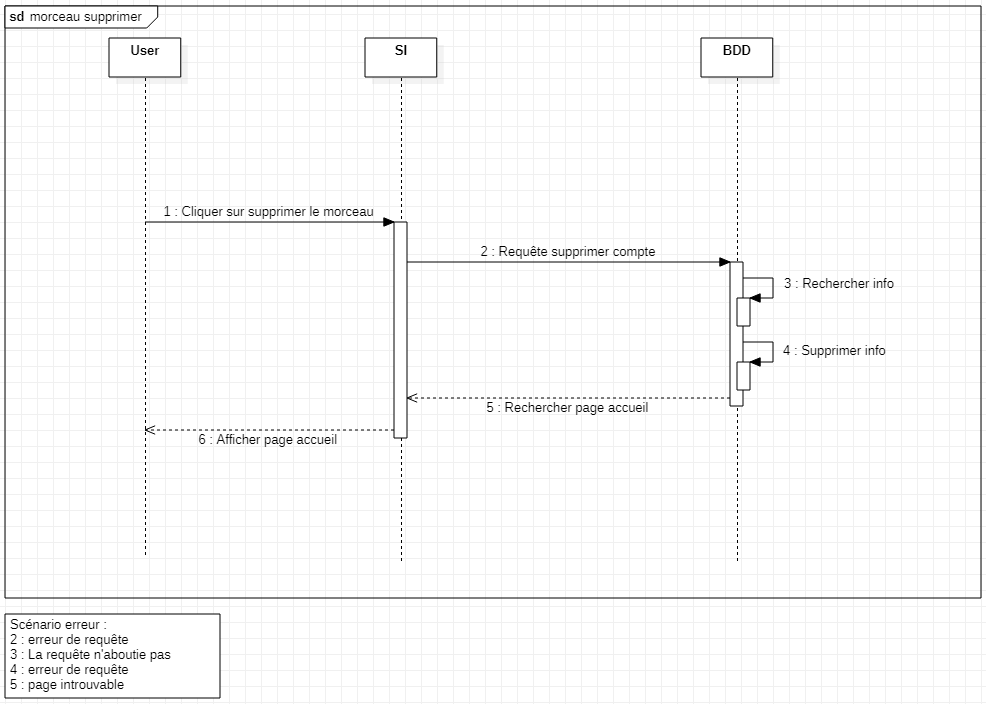 sd morceau supprimer
User
SI
BDD
1 : Cliquer sur supprimer le morceau
2 : Requête supprimer compte
3 : Rechercher info
4 : Supprimer info
5 : Rechercher page accueil
6 : Afficher page accueil
Scénario erreur :
2 : erreur de requête
3 : La requête n'aboutie pas
4 : erreur de requête
5 : page introuvable